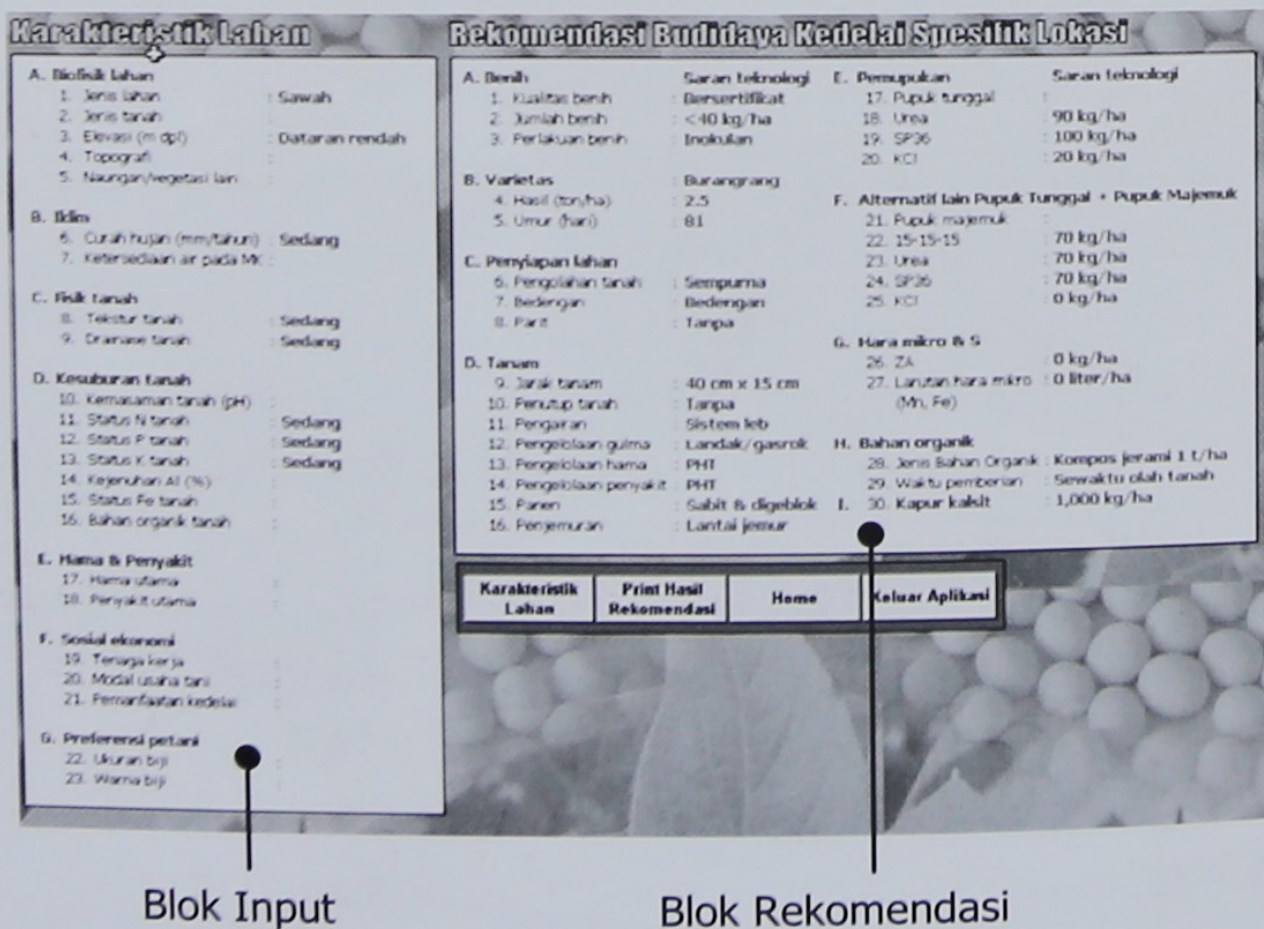 Karakteristik Lahan
A. Biofisik lahan
1. Jenis lahan : Sawah
2. Jenis tanah :
3. Elevasi (m dpl) : Dataran rendah
4. Topografi :
5. Naungan/vegetasi lain :
B. Iklim
6. Curah hujan (mm/tahun) : Sedang
7. Ketersediaan air pada MK :
C. Fisik tanah
8. Tekstur tanah : Sedang
9. Drainase tanah : Sedang
D. Kesuburan tanah
10. Kemasaman tanah (pH) :
11. Status N tanah : Sedang
12. Status P tanah : Sedang
13. Status K tanah : Sedang
14. Kejenuhan Al (%) :
15. Status Fe tanah :
16. Bahan organik tanah :
E. Hama & Penyakit
17. Hama utama :
18. Penyakit utama :
F. Sosial ekonomi
19. Tenaga kerja :
20. Modal usaha tani :
21. Pemanfaatan kedelai :
G. Preferensi petani
22. Ukuran biji :
23. Warna biji :
Rekomendasi Budidaya Kedelai Spesifik Lokasi
A. Benih Saran teknologi
1. Kualitas benih : Bersertifikat
2. Jumlah benih : <40 kg/ha
3. Perlakuan benih : Inokulan
B. Varietas : Burangrang
4. Hasil (ton/ha) : 2.5
5. Umur (hari) : 81
C. Penyiapan lahan
6. Pengolahan tanah : Sempurna
7. Bedengan : Bedengan
8. Parit : Tanpa
D. Tanam
9. Jarak tanam : 40 cm x 15 cm
10. Penutup tanah : Tanpa
11. Pengairan : Sistem leb
12. Pengelolaan gulma : Landak/gasrok
13. Pengelolaan hama : PHT
14. Pengelolaan penyakit : PHT
15. Panen : Sabit & digeblok
16. Penjemuran : Lantai jemur
E. Pemupukan Saran teknologi
17. Pupuk tunggal :
18. Urea : 90 kg/ha
19. SP36 : 100 kg/ha
20. KCl : 20 kg/ha
F. Alternatif lain Pupuk Tunggal + Pupuk Majemuk
21. Pupuk majemuk :
22. 15-15-15 : 70 kg/ha
23. Urea : 70 kg/ha
24. SP36 : 70 kg/ha
25. KCl : 0 kg/ha
G. Hara mikro & S
26. ZA : 0 kg/ha
27. Larutan hara mikro : 0 liter/ha
(Mn, Fe)
H. Bahan organik
28. Jenis Bahan Organik : Kompos jerami 1 t/ha
29. Waktu pemberian : Sewaktu olah tanah
I. 30. Kapur kalsit : 1,000 kg/ha
Karakteristik Lahan
Print Hasil Rekomendasi
Home
Keluar Aplikasi
Blok Input
Blok Rekomendasi